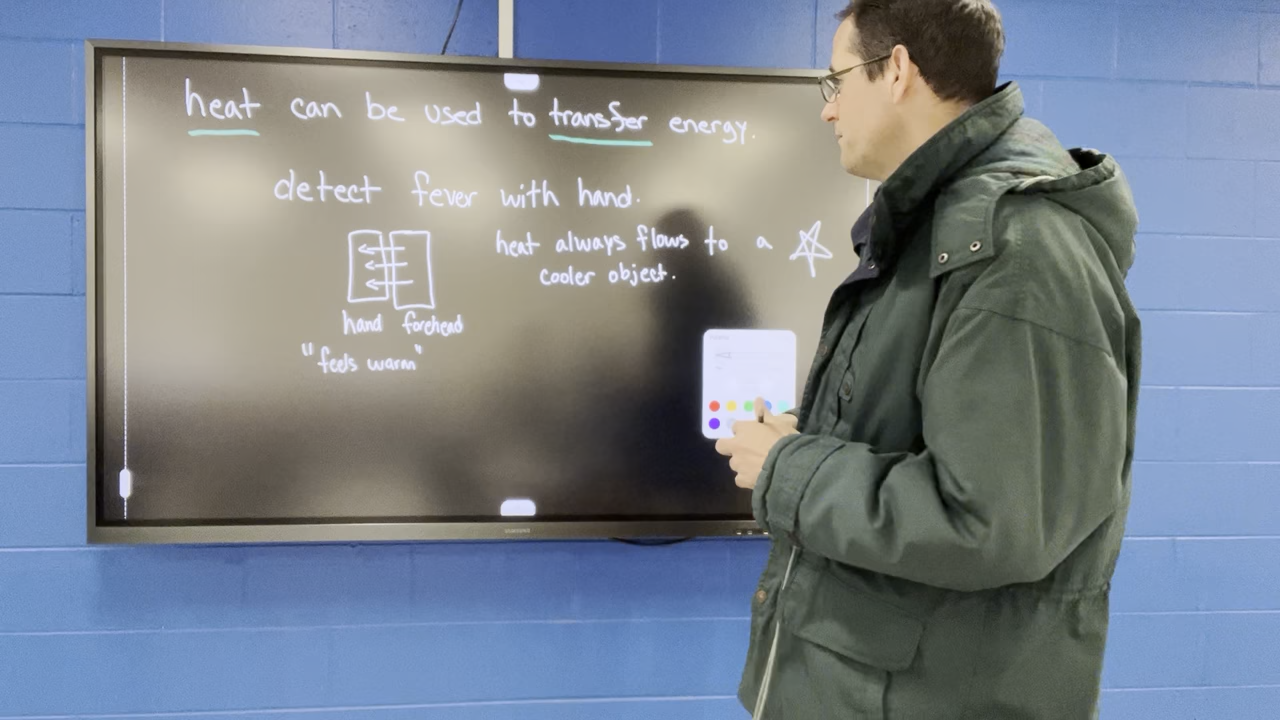 heat can be used to transfer energy.
detect fever with hand.
heat always flows to a
cooler object.
hand forehead
"feels warm"
SAMSUNG